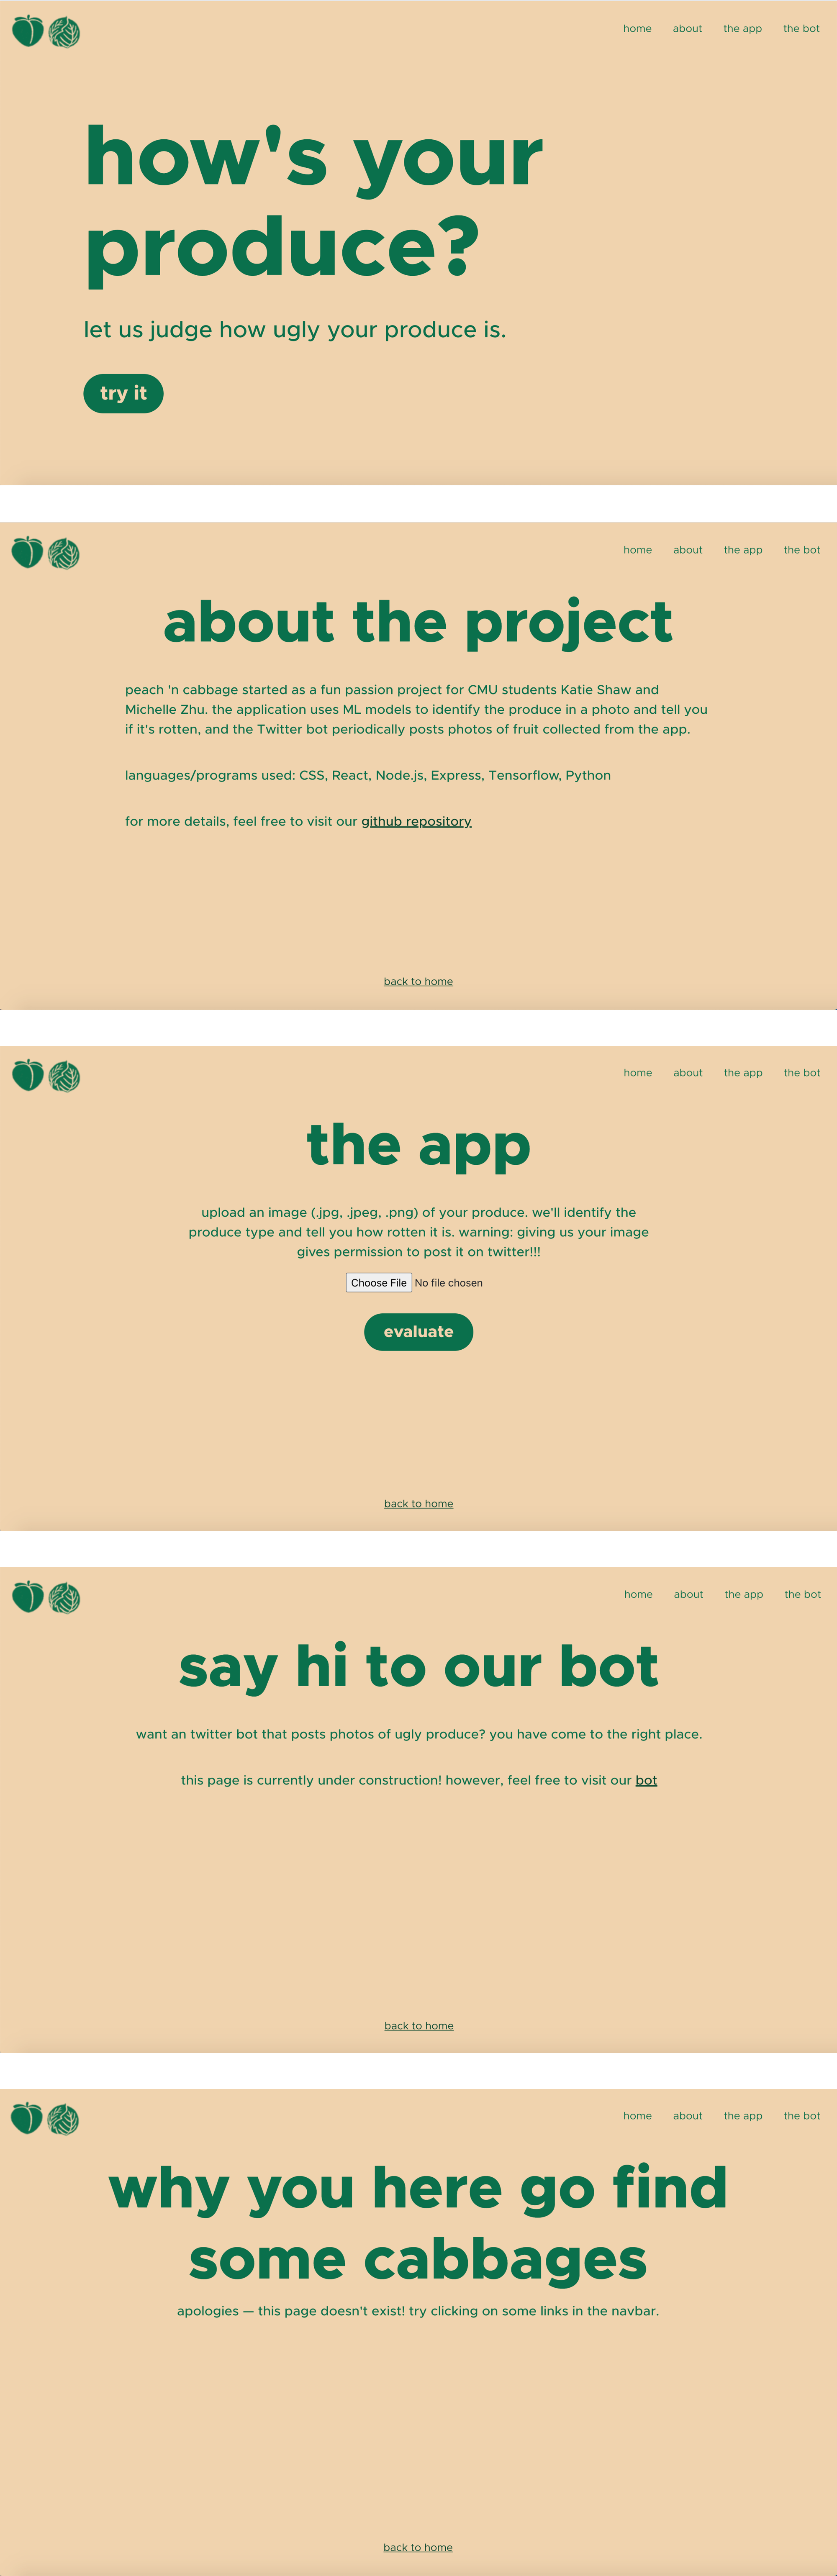 home about the app the bot
how's your
produce?
let us judge how ugly your produce is.
try it
home about the app the bot
about the project
peach 'n cabbage started as a fun passion project for CMU students Katie Shaw and
Michelle Zhu. the application uses ML models to identify the produce in a photo and tell you
if it's rotten, and the Twitter bot periodically posts photos of fruit collected from the app.
languages/programs used: CSS, React, Node.js, Express, Tensorflow, Python
for more details, feel free to visit our github repository
back to home
home about the app the bot
the app
upload an image (.jpg, .jpeg, .png) of your produce. we'll identify the
produce type and tell you how rotten it is. warning: giving us your image
gives permission to post it on twitter!!!
Choose File No file chosen
evaluate
back to home
home about the app the bot
say hi to our bot
want an twitter bot that posts photos of ugly produce? you have come to the right place.
this page is currently under construction! however, feel free to visit our bot
back to home
home about the app the bot
why you here go find
some cabbages
apologies — this page doesn't exist! try clicking on some links in the navbar.
back to home